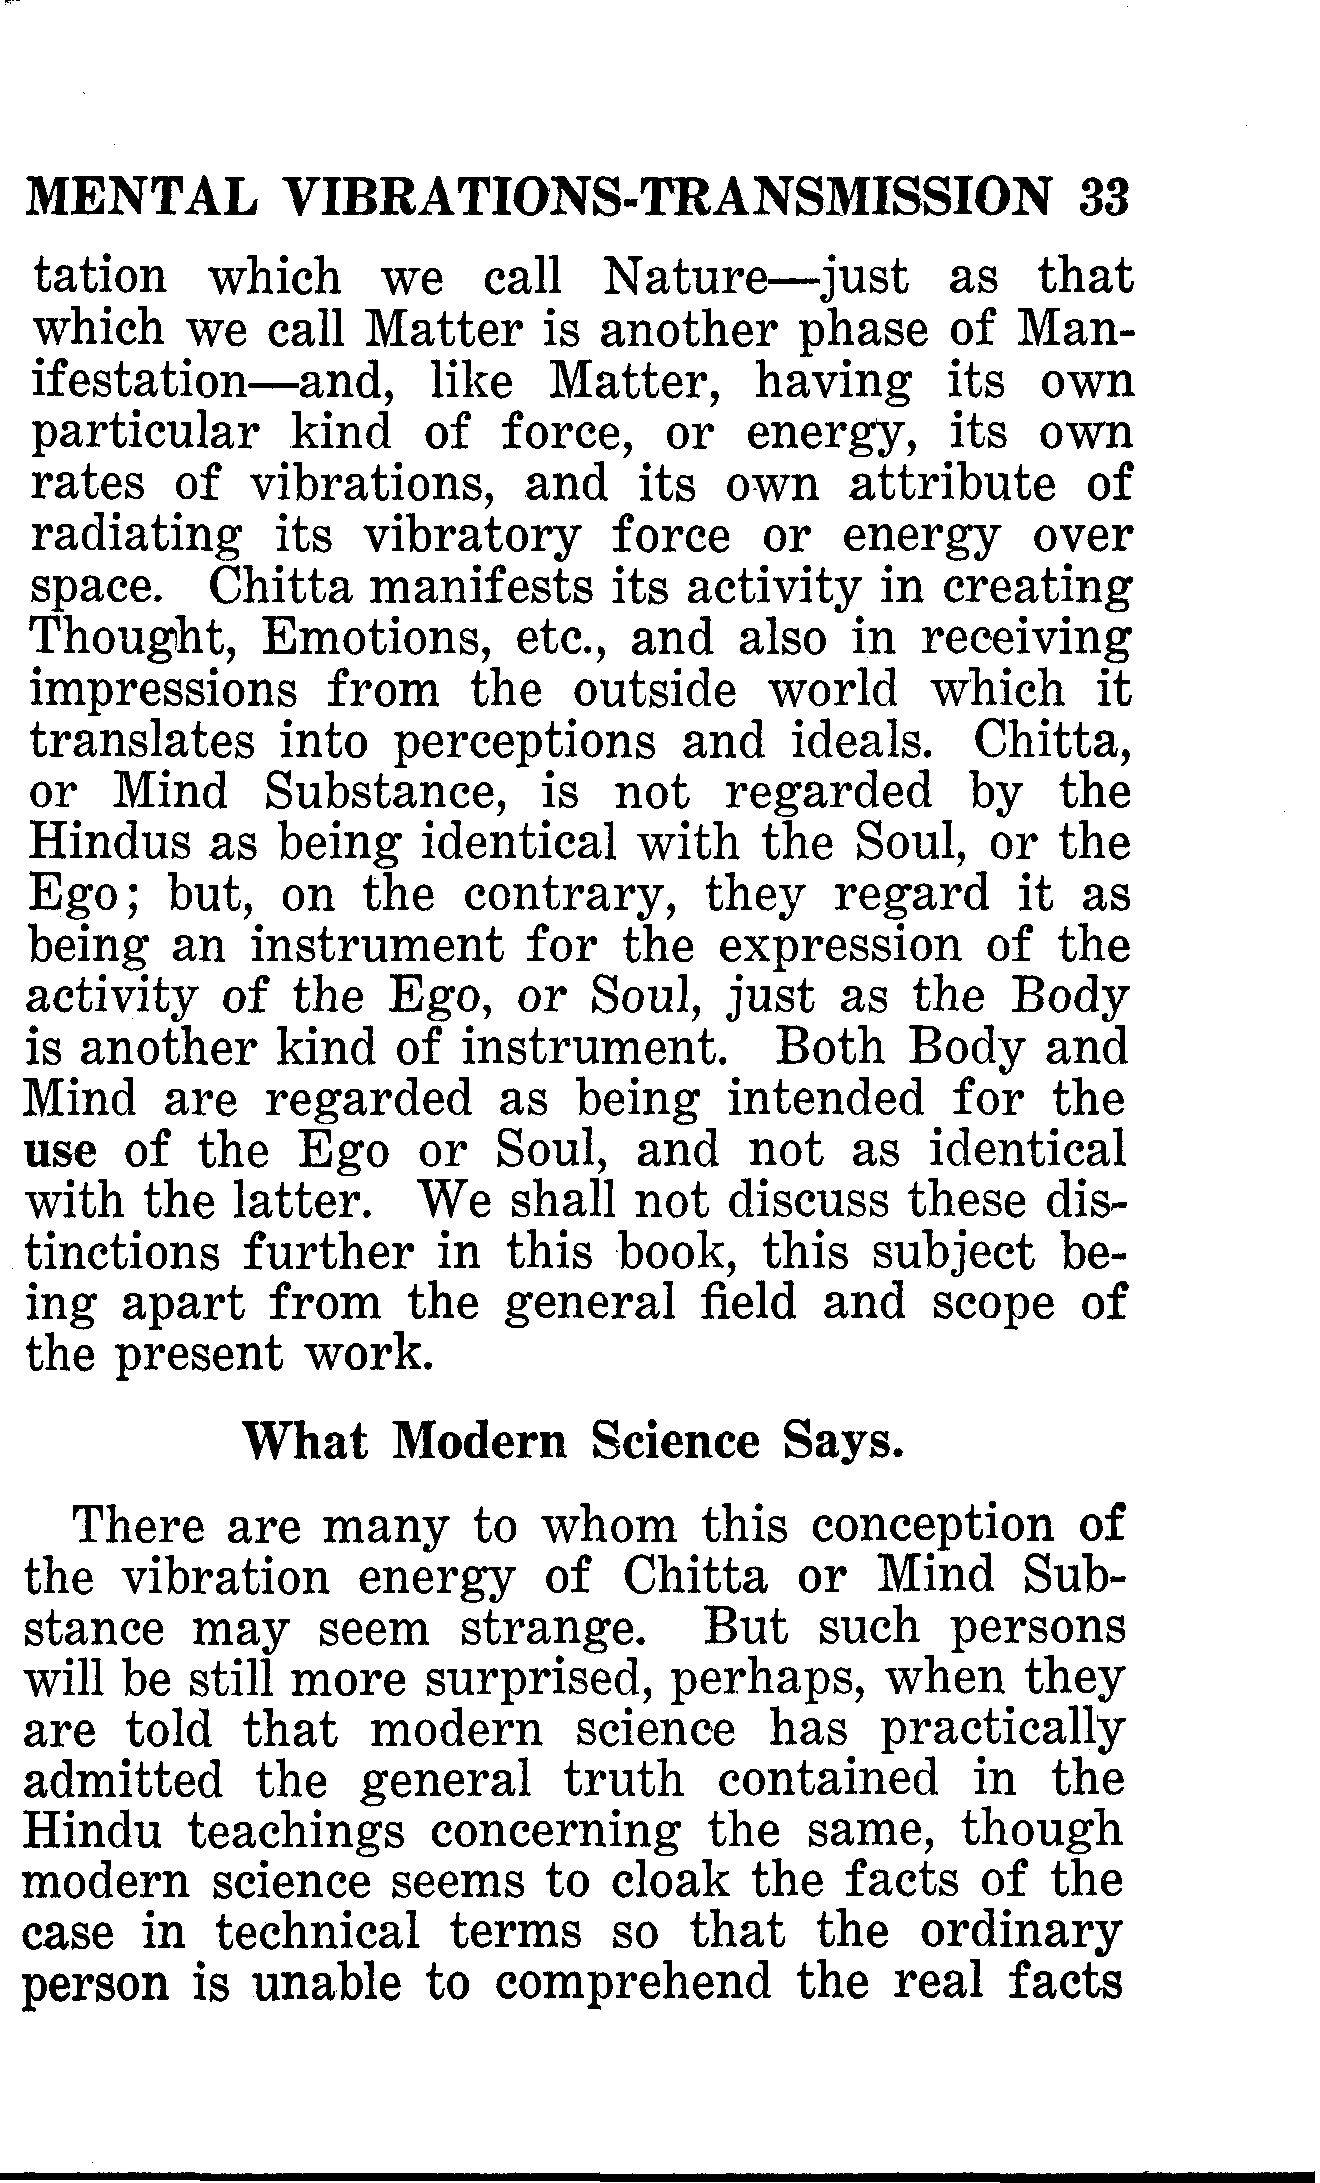 MENTAL VIBRATIONS-TRANSMISSION 33
tation which we call Nature—just as that
which we call Matter is another phase of Man-
ifestation—and, like Matter, having its own
particular kind of force, or energy, its own
rates of vibrations, and its own attribute of
radiating its vibratory force or energy over
space. Chitta manifests its activity in creating
Thought, Emotions, etc., and also in receiving
impressions from the outside world which it
translates into perceptions and ideals. Chitta,
or Mind Substance, is not regarded by the
Hindus as being identical with the Soul, or the
Ego; but, on the contrary, they regard it as
being an instrument for the expression of the
activity of the Ego, or Soul, just as the Body
is another kind of instrument. Both Body and
Mind are regarded as being intended for the
use of the Ego or Soul, and not as identical
with the latter. We shall not discuss these dis-
tinctions further in this book, this subject be-
ing apart from the general field and scope of
the present work.
What Modern Science Says.
There are many to whom this conception of
the vibration energy of Chitta or Mind Sub-
stance may seem strange. But such persons
will be still more surprised, perhaps, when they
are told that modern science has practically
admitted the general truth contained in the
Hindu teachings concerning the same, though
modern science seems to cloak the facts of the
case in technical terms so that the ordinary
person is unable to comprehend the real facts